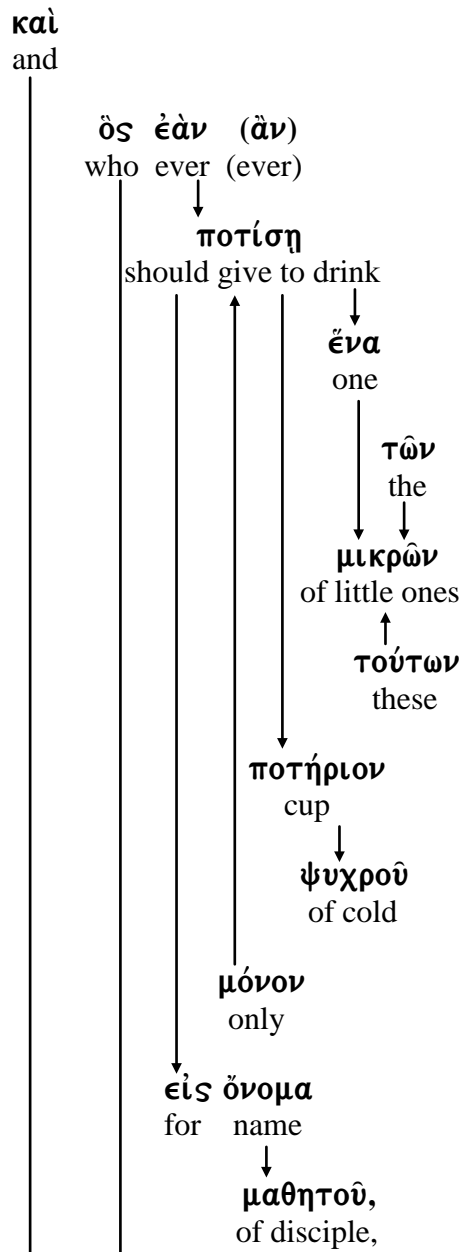 καὶ
and
ὃς ἐὰν (ἂν)
who ever (ever)
ποτίσῃ
should give to drink
ἕνα
one
τῶν
the
μικρῶν
of little ones
τούτων
these
ποτήριον
cup
ψυχροῦ
of cold
μόνον
only
εἰς ὄνομα
for name
μαθητοῦ,
of disciple,